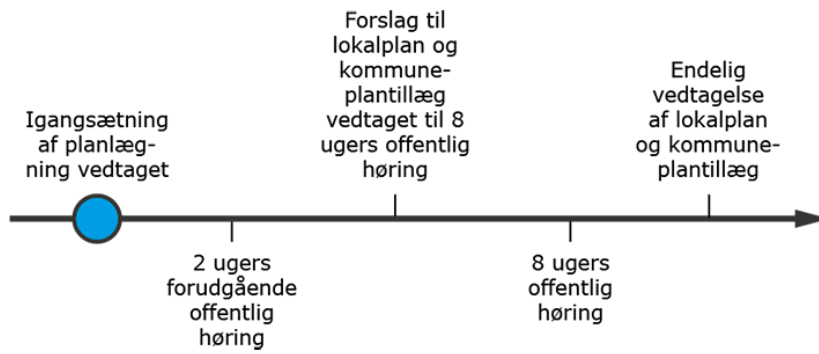 Igangsætning
af planlæg-
ning vedtaget
2 ugers
forudgående
offentlig
høring
Forslag til
lokalplan og
kommune-
plantillæg
vedtaget til 8
ugers offentlig
høring
8 ugers
offentlig
høring
Endelig
vedtagelse
af lokalplan
og kommune-
plantillæg